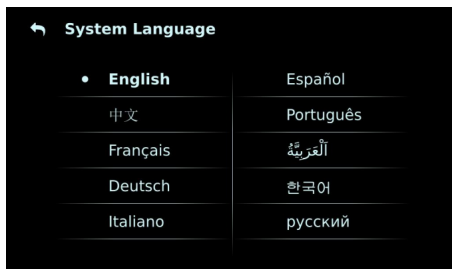 System Language
English
Español
中文
Português
Français
اَلْعَرَبِيَّةُ
Deutsch
한국어
Italiano
русский